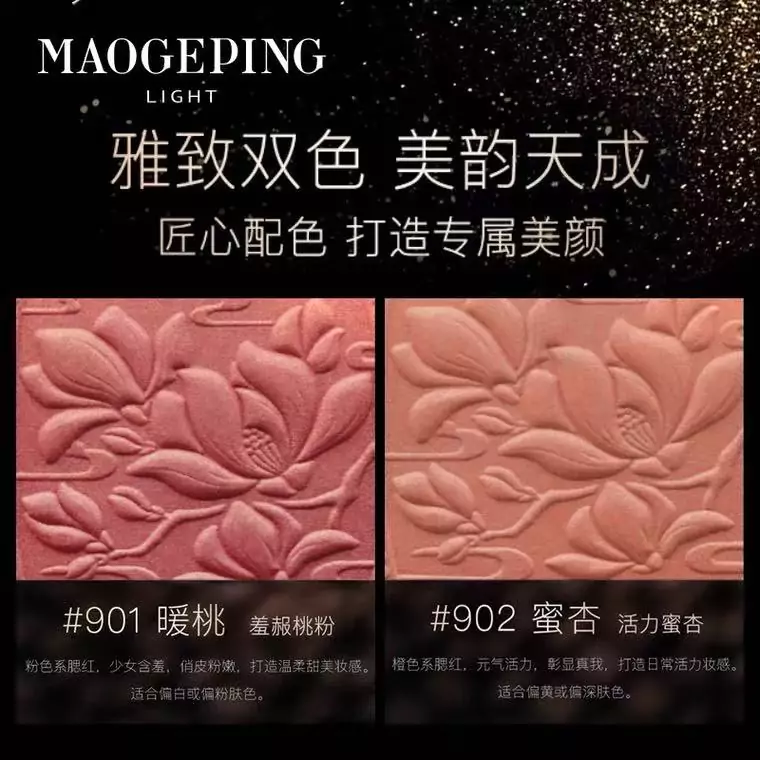 MAOGEPING
LIGHT
雅致双色 美韵天成
匠心配色 打造专属美颜
#901 暖桃 羞赧桃粉
粉色系腮红，少女含羞，俏皮粉嫩，打造温柔甜美妆感。
适合偏白或偏粉肤色。
#902 蜜杏 活力蜜杏
橙色系腮红，元气活力，彰显真我，打造日常活力妆感。
适合偏黄或偏深肤色。